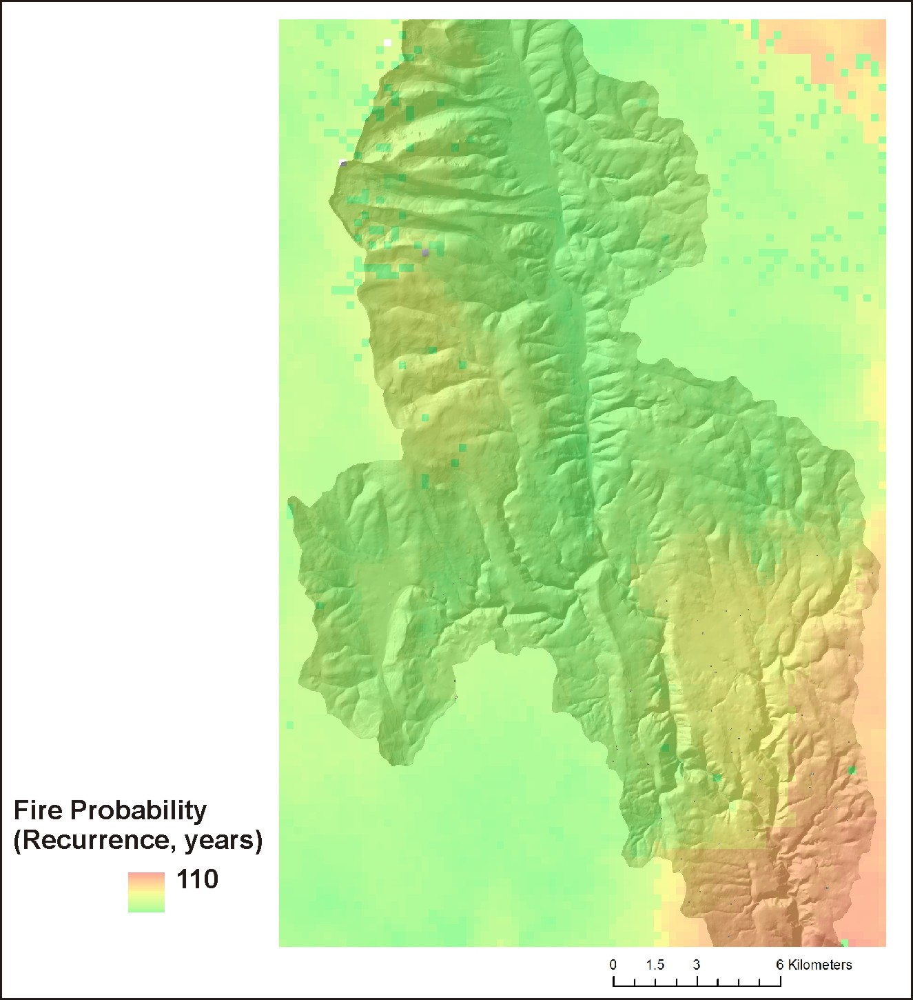 Fire Probability
(Recurrence, years)
110
0 1.5 3 6 Kilometers